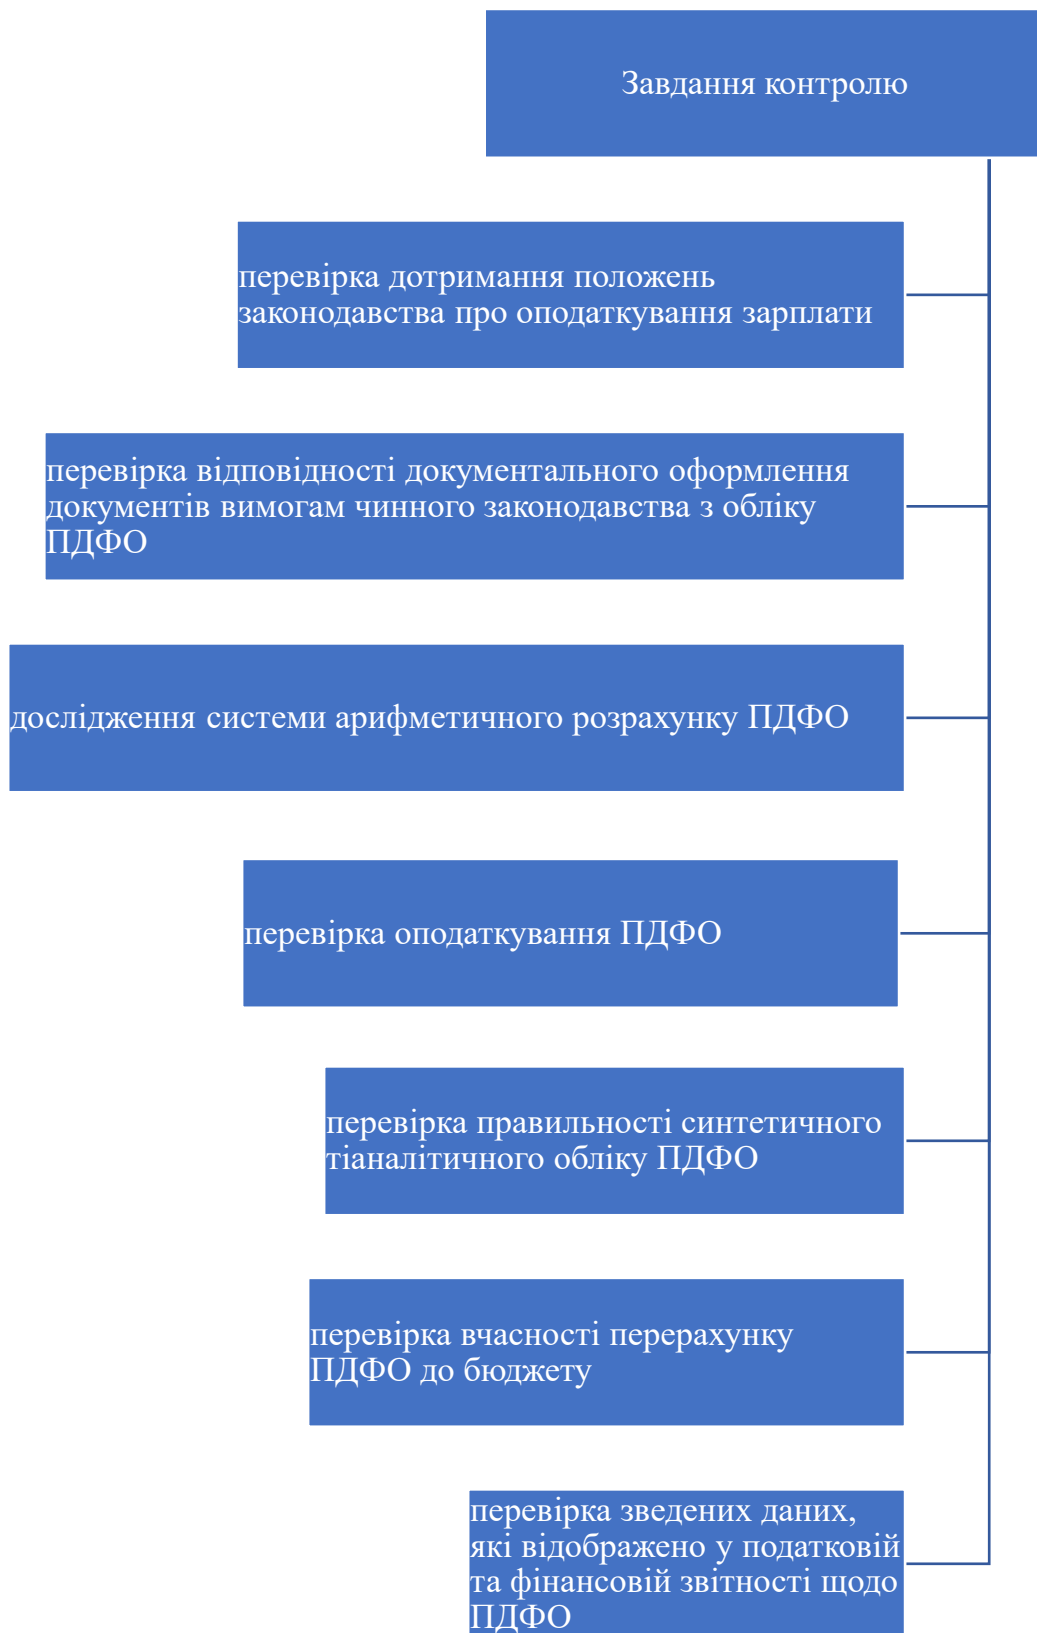 Завдання контролю
перевірка дотримання положень
законодавства про оподаткування зарплати
перевірка відповідності документального оформлення
документів вимогам чинного законодавства з обліку
ПДФО
дослідження системи арифметичного розрахунку ПДФО
перевірка оподаткування ПДФО
перевірка правильності синтетичного
тіаналітичного обліку ПДФО
перевірка вчасності перерахунку
ПДФО до бюджету
перевірка зведених даних,
які відображено у податковій
та фінансовій звітності щодо
ПДФО